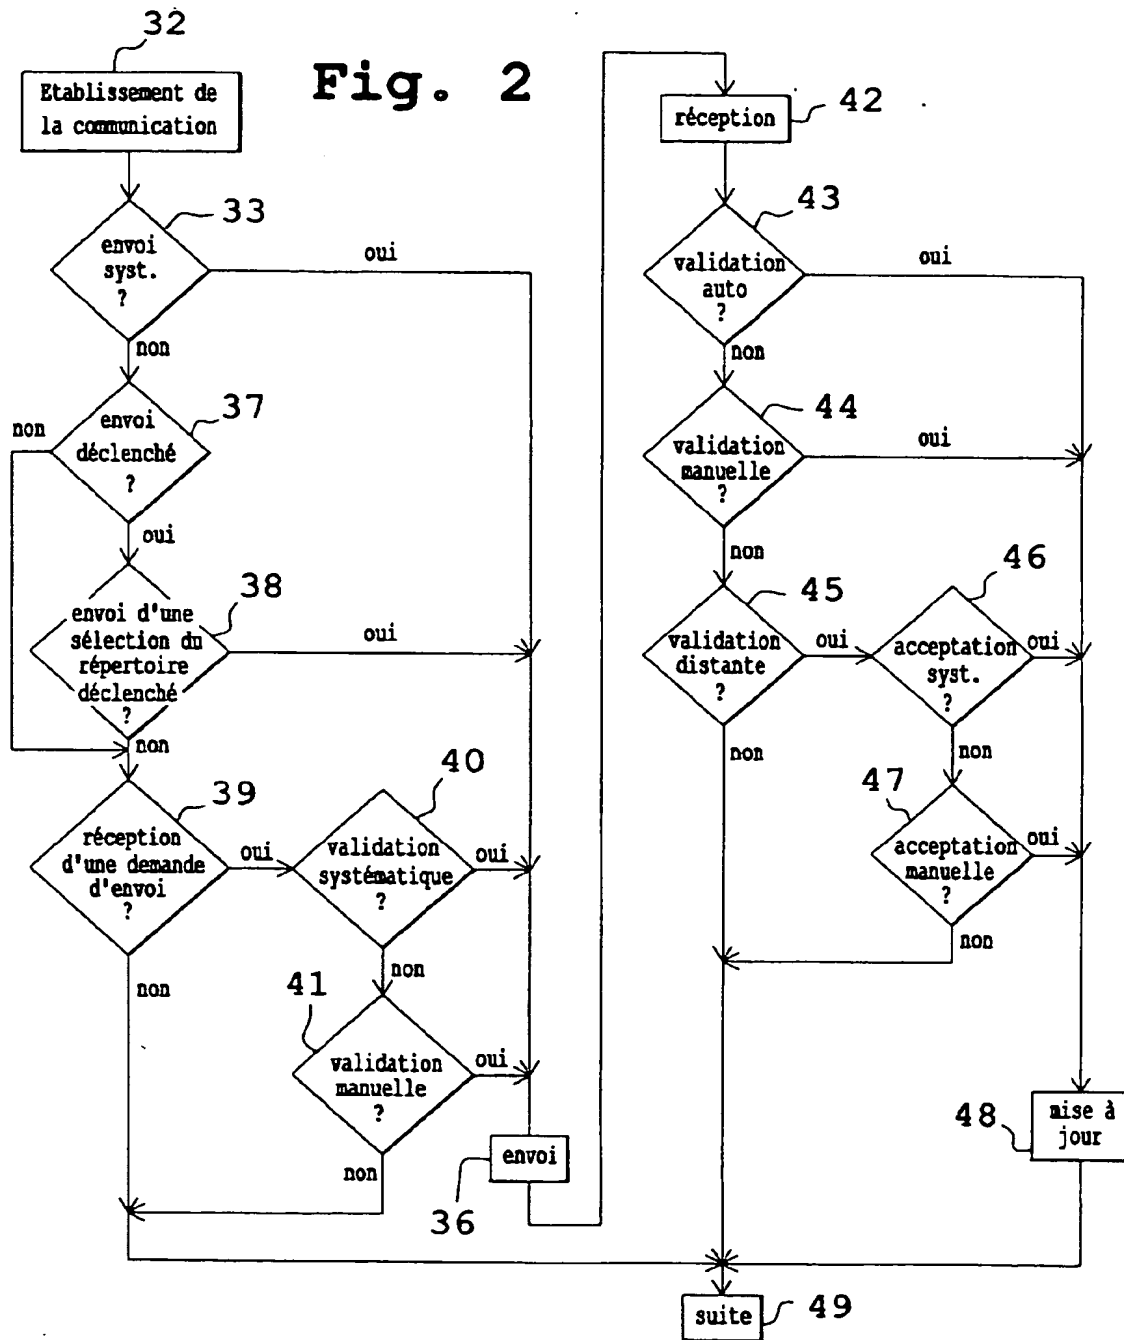 32
Fig. 2
Etablissement de
la communication
33
envoi
syst.
?
oui
non
37
envoi
déclenché
?
non
oui
38
envoi d'une
sélection du
répertoire
déclenché
?
oui
non
39
réception
d'une demande
d'envoi
?
oui
non
40
validation
systématique
?
oui
non
41
validation
manuelle
?
oui
non
envoi
36
42
réception
43
validation
auto
?
oui
non
44
validation
manuelle
?
oui
non
45
validation
distante
?
oui
non
46
acceptation
syst.
?
oui
non
47
acceptation
manuelle
?
oui
non
48
mise à
jour
suite
49